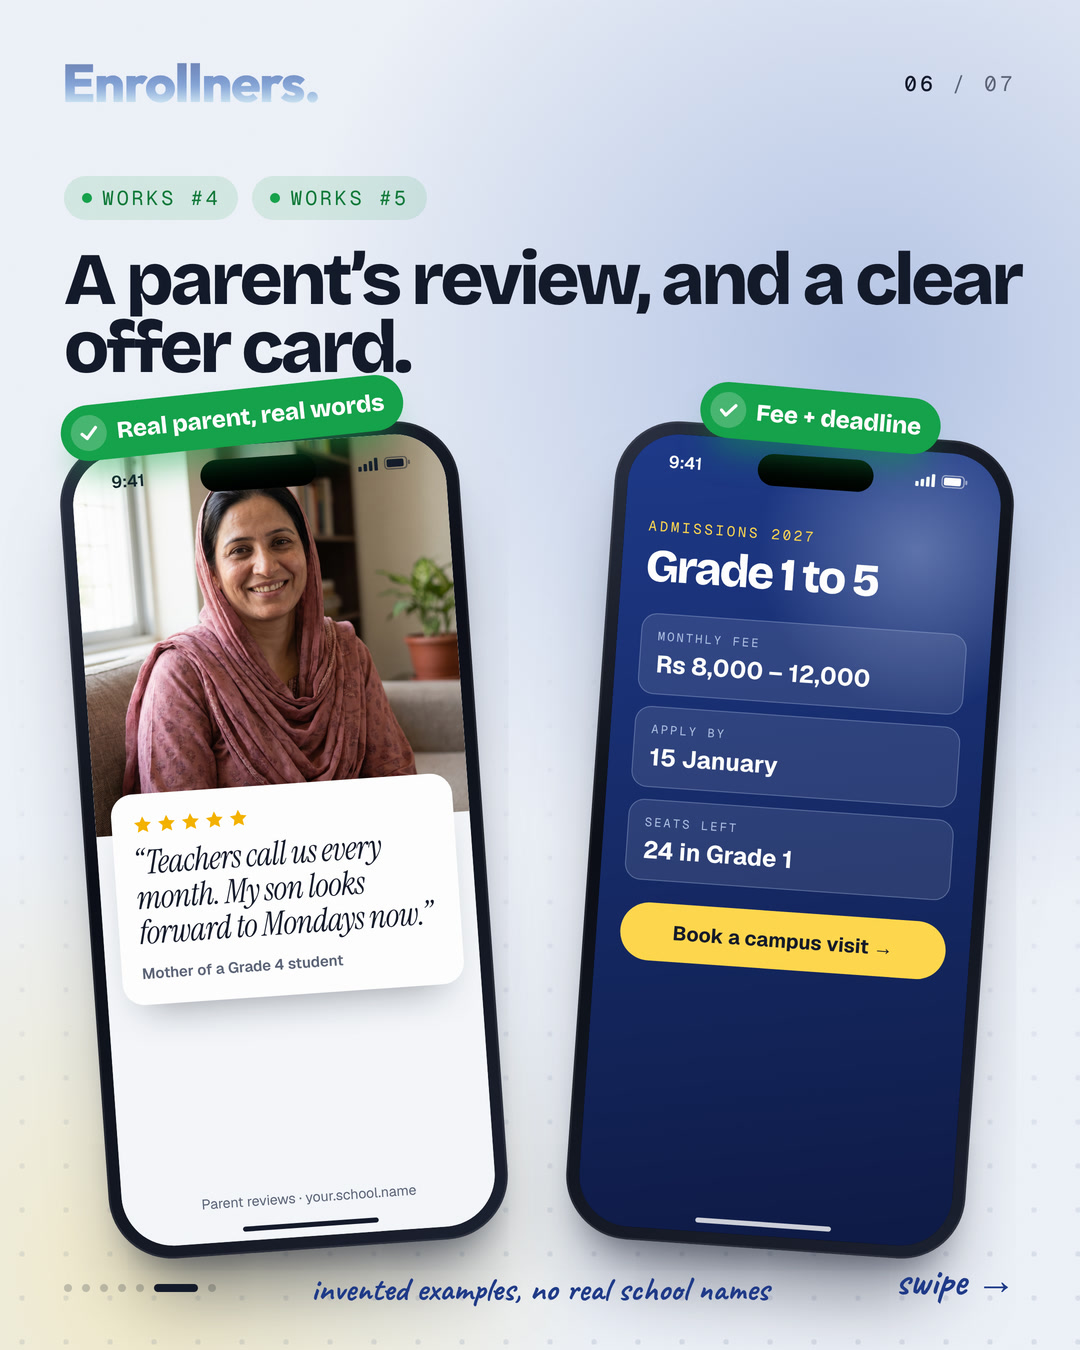 Enrollners.
06 / 07
WORKS #4
WORKS #5
A parent’s review, and a clear
offer card.
Real parent, real words
9:41
“Teachers call us every
month. My son looks
forward to Mondays now.”
Mother of a Grade 4 student
Parent reviews · your.school.name
Fee + deadline
9:41
ADMISSIONS 2027
Grade 1 to 5
MONTHLY FEE
Rs 8,000 – 12,000
APPLY BY
15 January
SEATS LEFT
24 in Grade 1
Book a campus visit →
invented examples, no real school names
swipe →